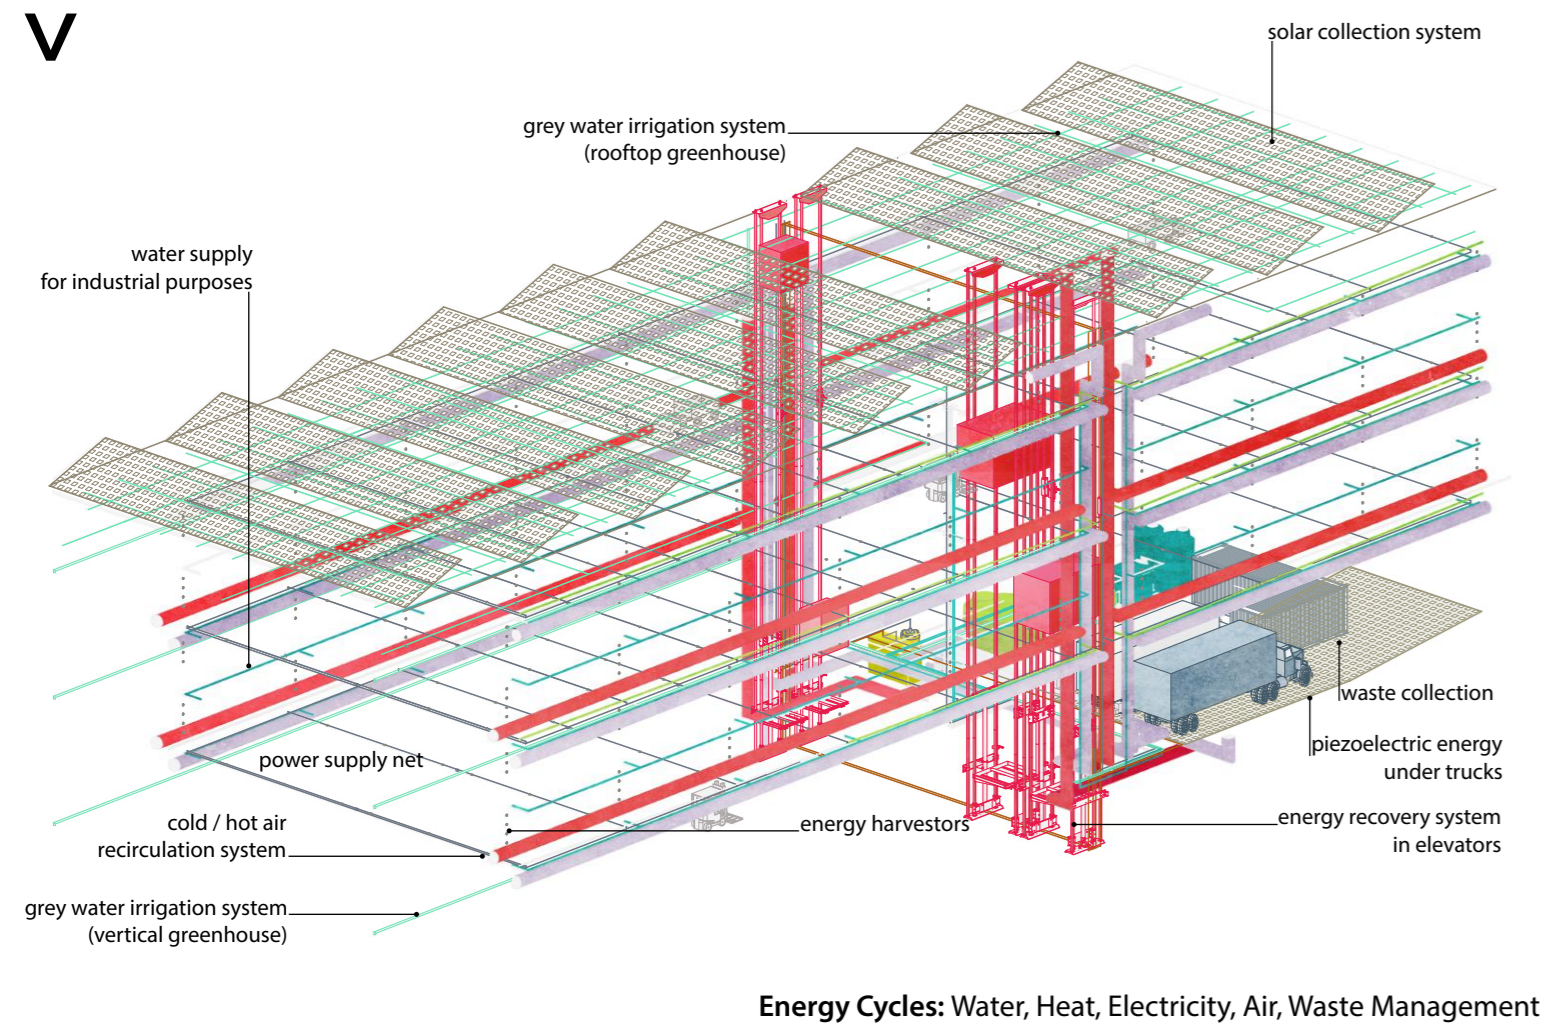 V
solar collection system
grey water irrigation system
(rooftop greenhouse)
water supply
for industrial purposes
waste collection
piezoelectric energy
under trucks
power supply net
cold / hot air
recirculation system
energy harvestors
energy recovery system
in elevators
grey water irrigation system
(vertical greenhouse)
Energy Cycles: Water, Heat, Electricity, Air, Waste Management